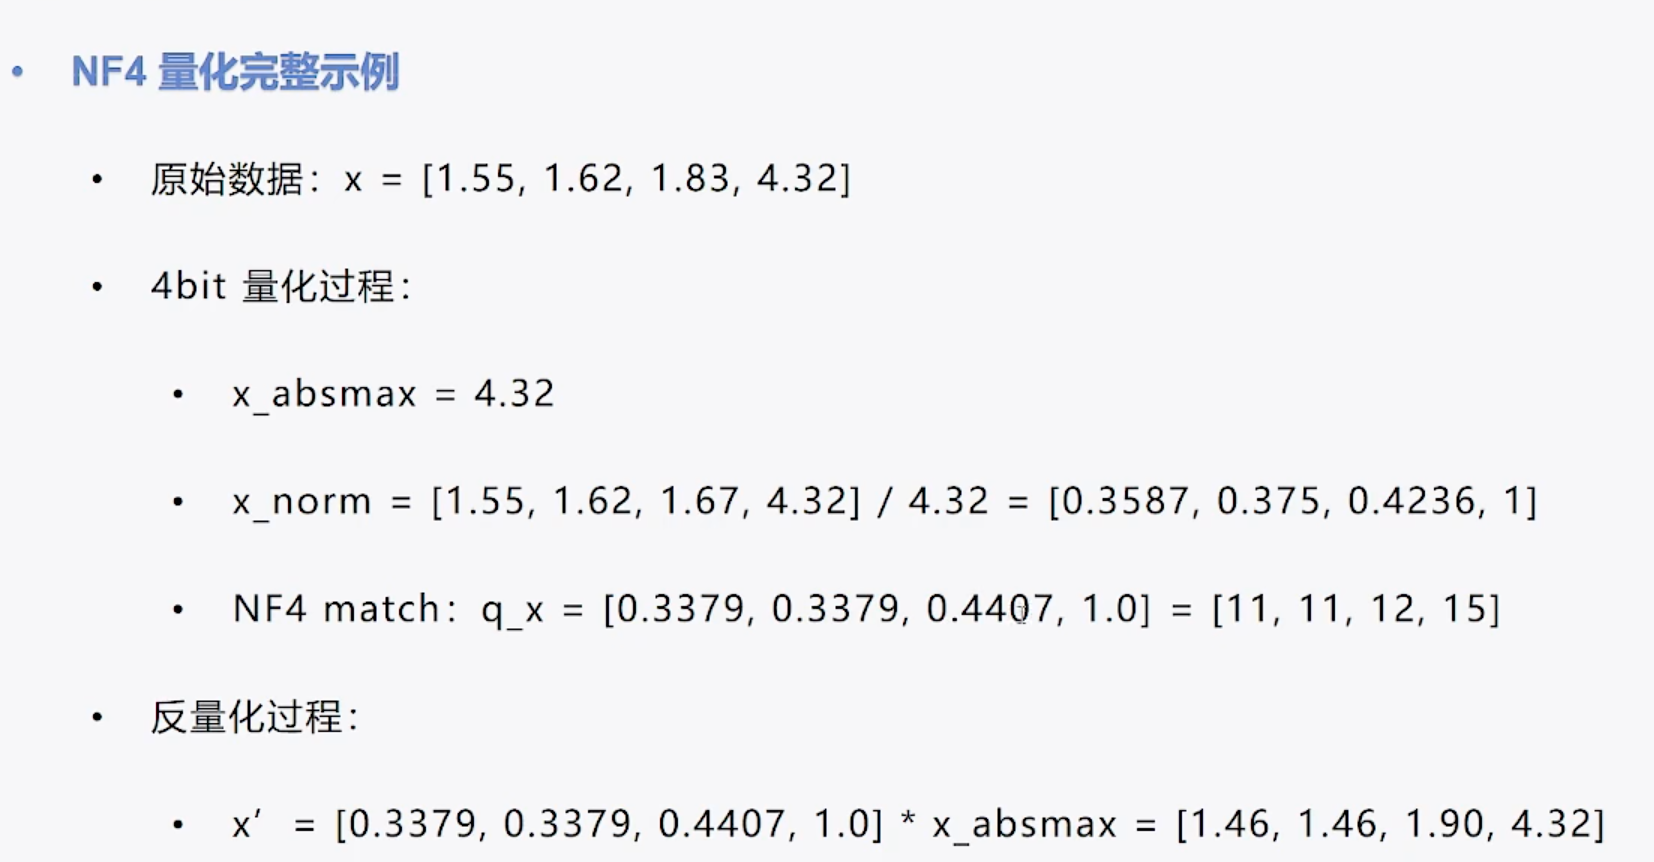 • NF4 量化完整示例
• 原始数据：x = [1.55, 1.62, 1.83, 4.32]
• 4bit 量化过程：
• x_absmax = 4.32
• x_norm = [1.55, 1.62, 1.67, 4.32] / 4.32 = [0.3587, 0.375, 0.4236, 1]
• NF4 match：q_x = [0.3379, 0.3379, 0.4407, 1.0] = [11, 11, 12, 15]
• 反量化过程：
• x’ = [0.3379, 0.3379, 0.4407, 1.0] * x_absmax = [1.46, 1.46, 1.90, 4.32]